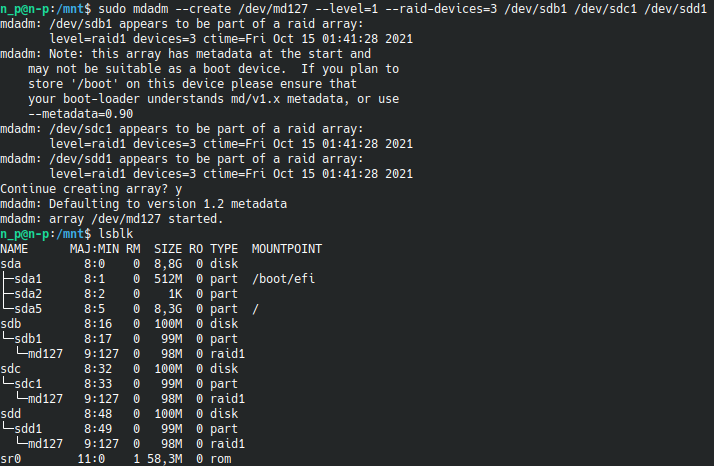 n_p@n-p:/mnt$ sudo mdadm --create /dev/md127 --level=1 --raid-devices=3 /dev/sdb1 /dev/sdc1 /dev/sdd1
mdadm: /dev/sdb1 appears to be part of a raid array:
       level=raid1 devices=3 ctime=Fri Oct 15 01:41:28 2021
mdadm: Note: this array has metadata at the start and
    may not be suitable as a boot device.  If you plan to
    store '/boot' on this device please ensure that
    your boot-loader understands md/v1.x metadata, or use
    --metadata=0.90
mdadm: /dev/sdc1 appears to be part of a raid array:
       level=raid1 devices=3 ctime=Fri Oct 15 01:41:28 2021
mdadm: /dev/sdd1 appears to be part of a raid array:
       level=raid1 devices=3 ctime=Fri Oct 15 01:41:28 2021
Continue creating array? y
mdadm: Defaulting to version 1.2 metadata
mdadm: array /dev/md127 started.
n_p@n-p:/mnt$ lsblk
NAME      MAJ:MIN RM  SIZE RO TYPE  MOUNTPOINT
sda         8:0    0  8,8G  0 disk
├─sda1      8:1    0  512M  0 part  /boot/efi
├─sda2      8:2    0    1K  0 part
└─sda5      8:5    0  8,3G  0 part  /
sdb         8:16   0  100M  0 disk
└─sdb1      8:17   0   99M  0 part
  └─md127   9:127  0   98M  0 raid1
sdc         8:32   0  100M  0 disk
└─sdc1      8:33   0   99M  0 part
  └─md127   9:127  0   98M  0 raid1
sdd         8:48   0  100M  0 disk
└─sdd1      8:49   0   99M  0 part
  └─md127   9:127  0   98M  0 raid1
sr0        11:0    1 58,3M  0 rom